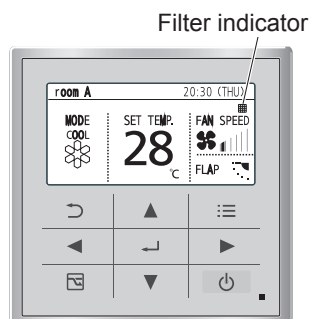 Filter indicator
room A 20:30 (THU)
MODE SET TEMP. FAN SPEED
COOL
28°C
FLAP